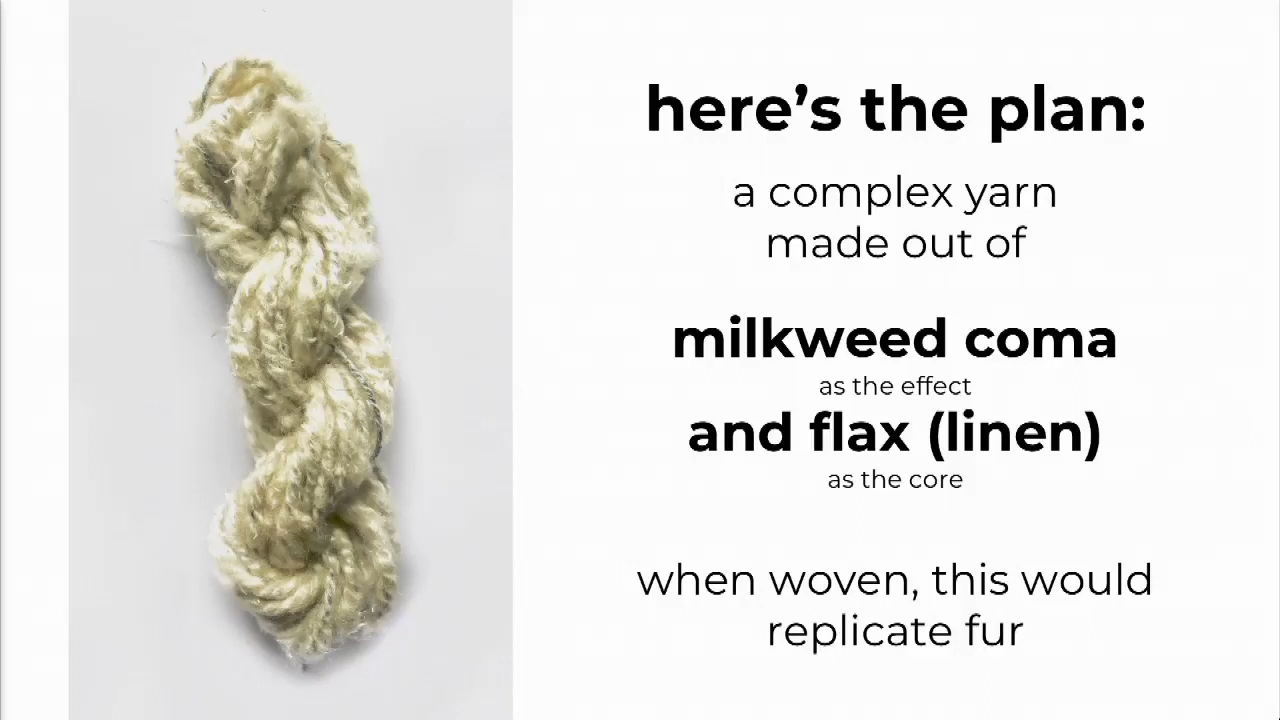 here’s the plan:
a complex yarn
made out of
milkweed coma
as the effect
and flax (linen)
as the core
when woven, this would
replicate fur